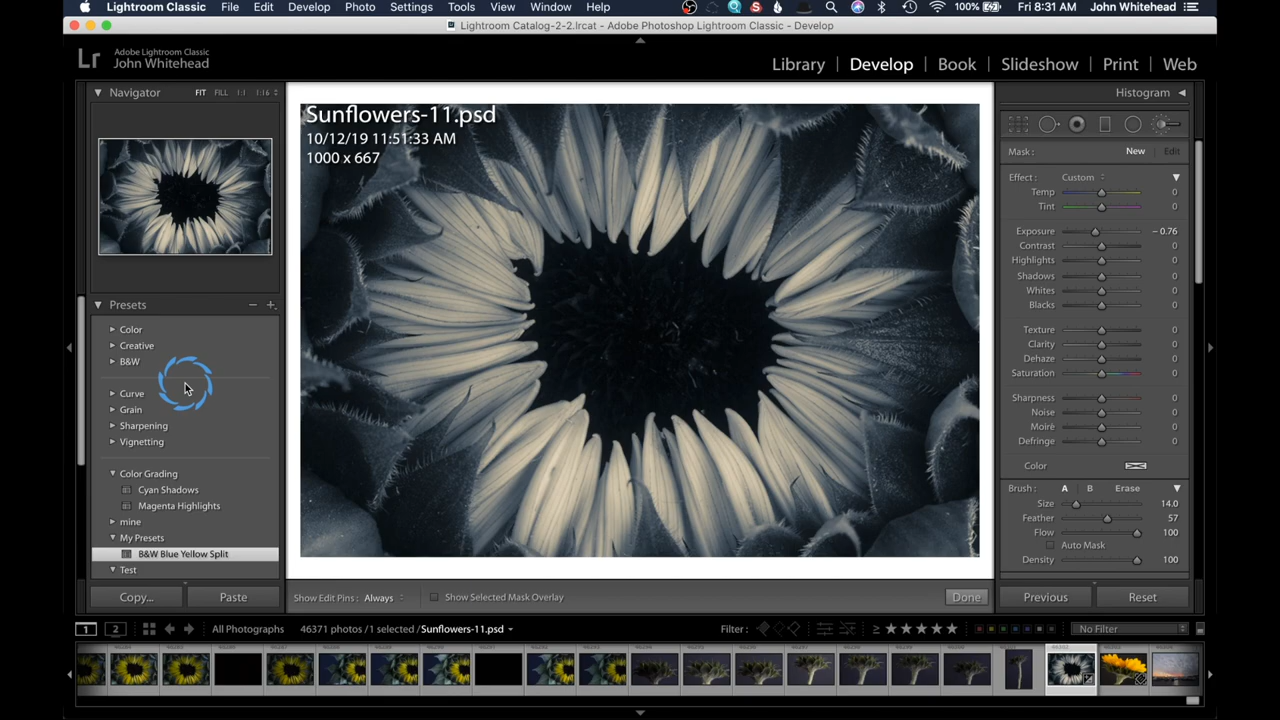 Lightroom Classic File Edit Develop Photo Settings Tools View Window Help 100% Fri 8:31 AM John Whitehead
Lightroom Catalog-2-2.lrcat - Adobe Photoshop Lightroom Classic - Develop
Lr Adobe Lightroom Classic
John Whitehead
Library Develop Book Slideshow Print Web
Navigator FIT FILL 1:1 1:16
Histogram
Sunflowers-11.psd
10/12/19 11:51:33 AM
1000 x 667
Mask : New Edit
Effect : Custom
Temp 0
Tint 0
Exposure – 0.76
Contrast 0
Highlights 0
Shadows 0
Whites 0
Blacks 0
Texture 0
Clarity 0
Dehaze 0
Saturation 0
Sharpness 0
Noise 0
Moiré 0
Defringe 0
Color
Brush : A B Erase
Size 14.0
Feather 57
Flow 100
Auto Mask
Density 100
Presets
Color
Creative
B&W
Curve
Grain
Sharpening
Vignetting
Color Grading
Cyan Shadows
Magenta Highlights
mine
My Presets
B&W Blue Yellow Split
Test
Copy... Paste
Show Edit Pins : Always Show Selected Mask Overlay Done
Previous Reset
1 2 All Photographs 46371 photos / 1 selected / Sunflowers-11.psd Filter : No Filter